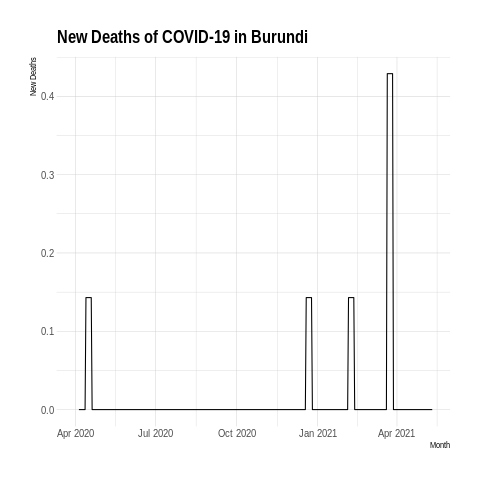 New Deaths of COVID-19 in Burundi
New Deaths
0.4
0.3
0.2
0.1
0.0
Apr 2020 Jul 2020 Oct 2020 Jan 2021 Apr 2021
Month